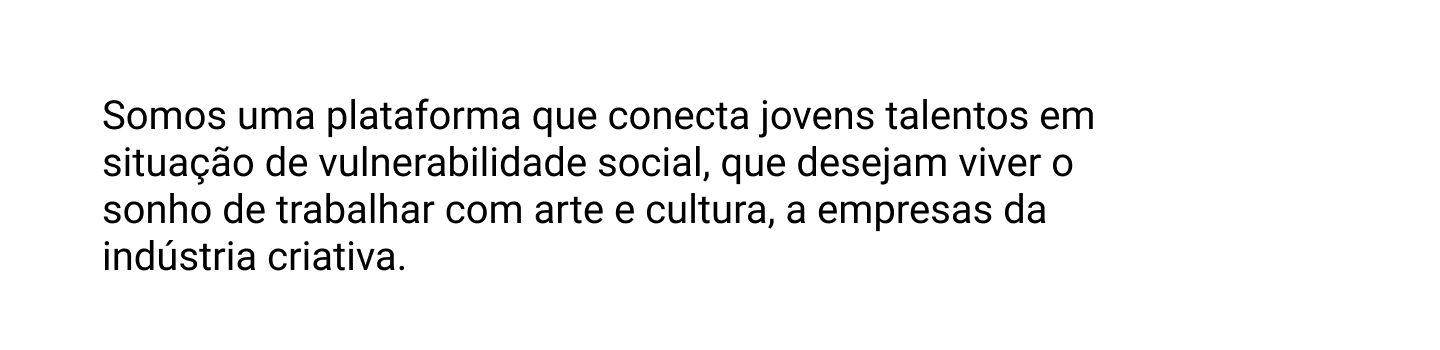 Somos uma plataforma que conecta jovens talentos em
situação de vulnerabilidade social, que desejam viver o
sonho de trabalhar com arte e cultura, a empresas da
indústria criativa.